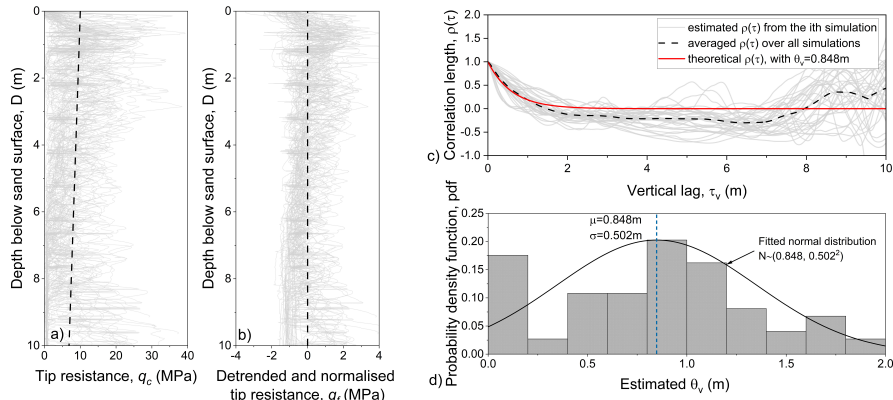 0
2
4
6
8
10
Depth below sand surface, D (m)
a)
0 10 20 30 40
Tip resistance, qc (MPa)
0
2
4
6
8
10
Depth below sand surface, D (m)
b)
-4 -2 0 2 4
Detrended and normalised
tip resistance, qt (MPa)
2.0
1.5
1.0
0.5
0.0
-0.5
-1.0
Correlation length, ρ(τ)
c)
estimated ρ(τ) from the ith simulation
averaged ρ(τ) over all simulations
theoretical ρ(τ), with θv=0.848m
0 2 4 6 8 10
Vertical lag, τv (m)
0.25
0.20
0.15
0.10
0.05
0.00
Probability density function, pdf
d)
μ=0.848m
σ=0.502m
Fitted normal distribution
N~(0.848, 0.502²)
0.0 0.5 1.0 1.5 2.0
Estimated θv (m)